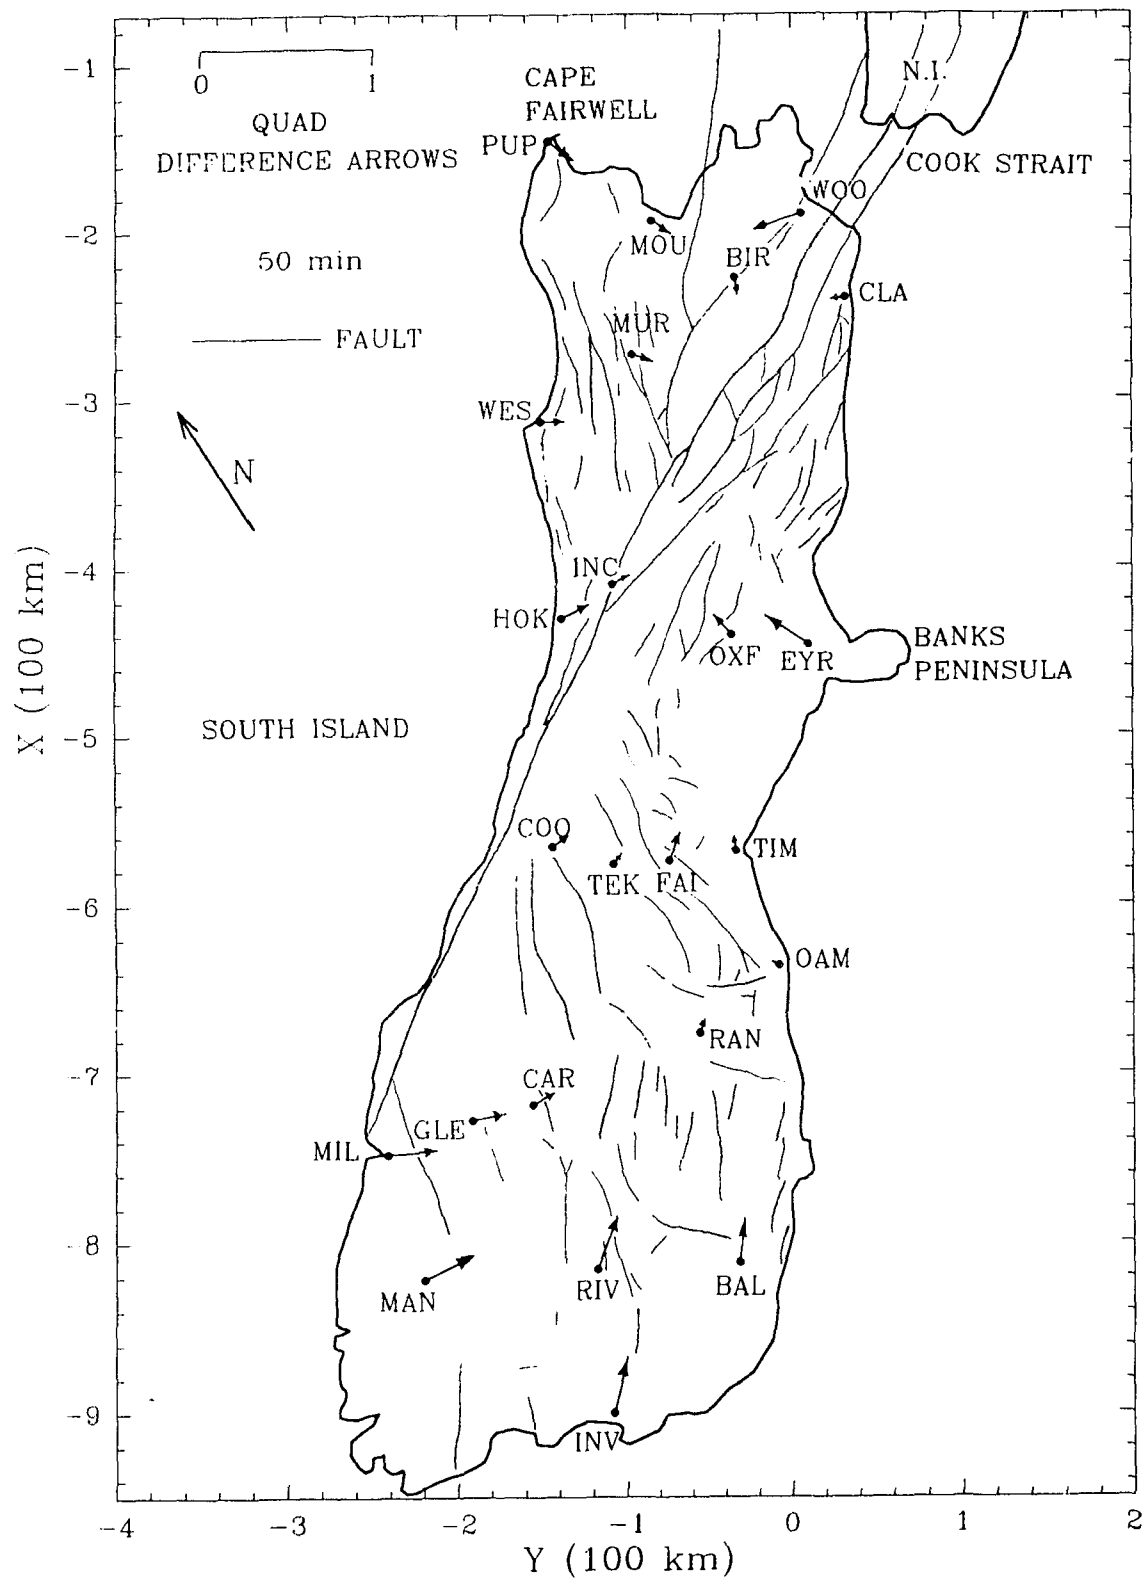 -1
-2
-3
-4
-5
-6
-7
-8
-9
X (100 km)
0 1
QUAD
DIFFERENCE ARROWS
50 min
FAULT
N
SOUTH ISLAND
CAPE
FAIRWELL
N.I.
COOK STRAIT
BANKS
PENINSULA
PUP
MOU
WOO
BIR
CLA
MUR
WES
INC
HOK
OXF
EYR
COO
TEK
FAI
TIM
OAM
RAN
CAR
GLE
MIL
MAN
RIV
BAL
INV
-4 -3 -2 -1 0 1 2
Y (100 km)